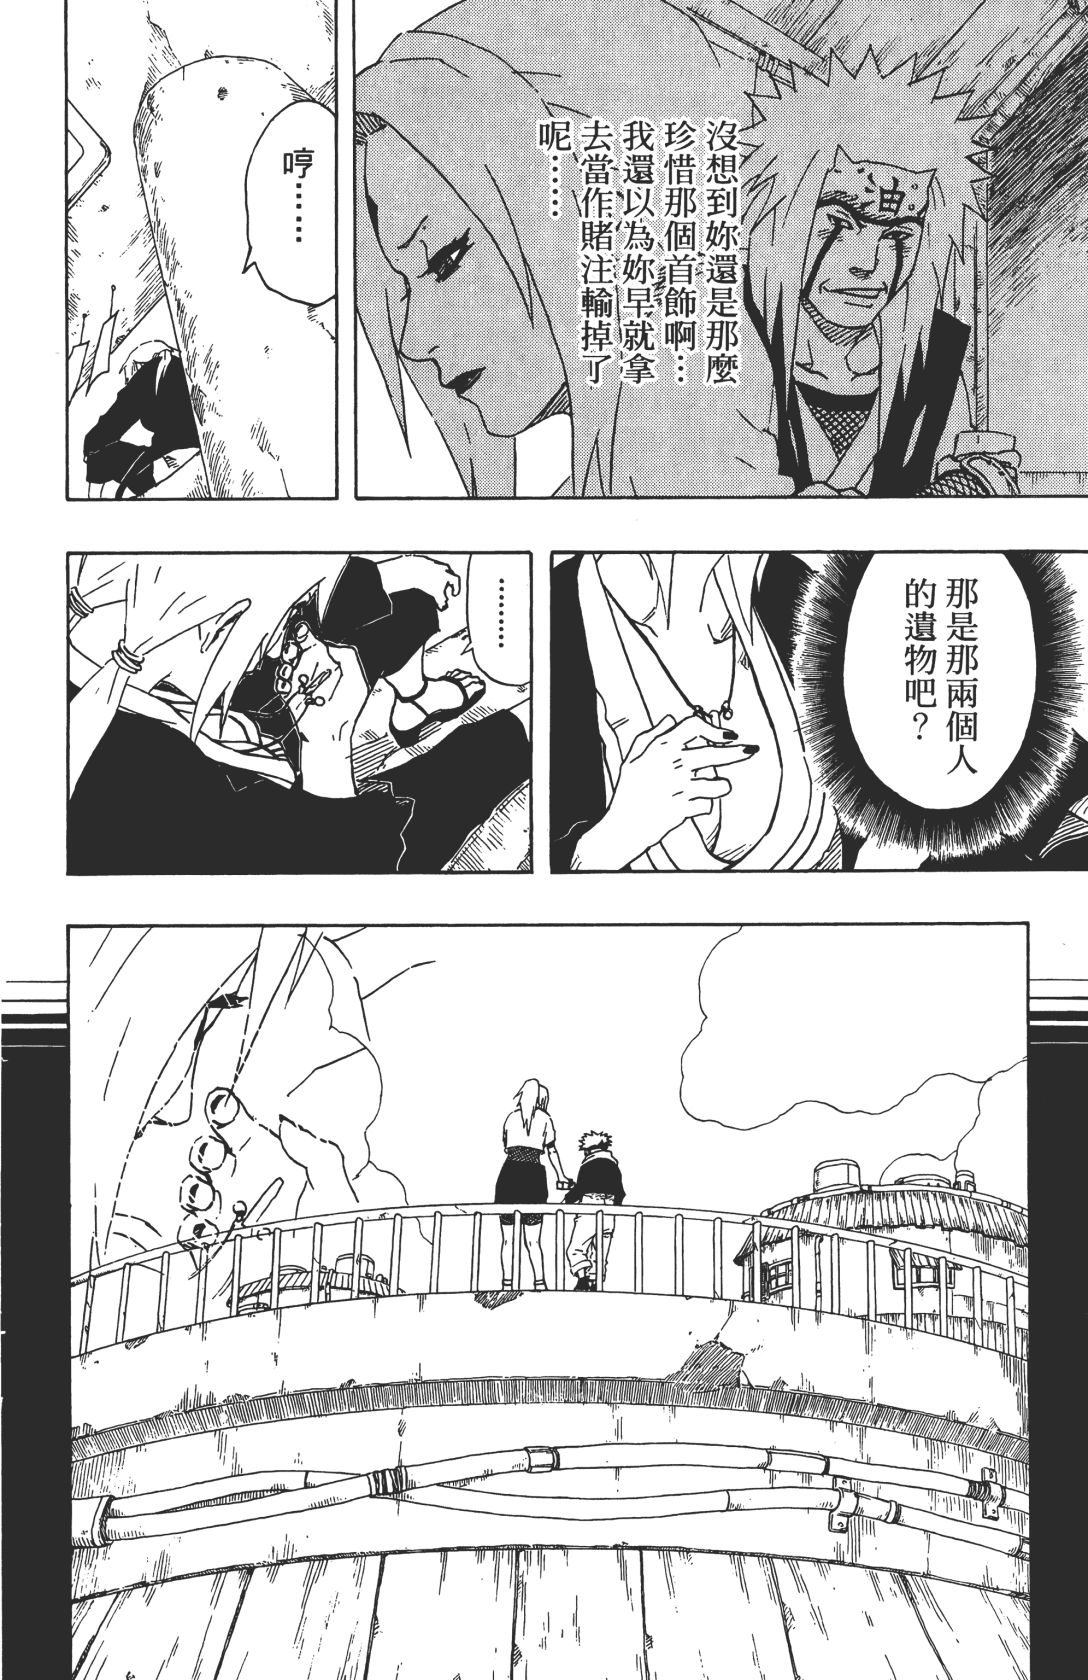 沒想到妳還是那麼
珍惜那個首飾啊…
我還以為妳早就拿
去當作賭注輸掉了
呢……
油
哼……
那是那兩個人
的遺物吧？
………